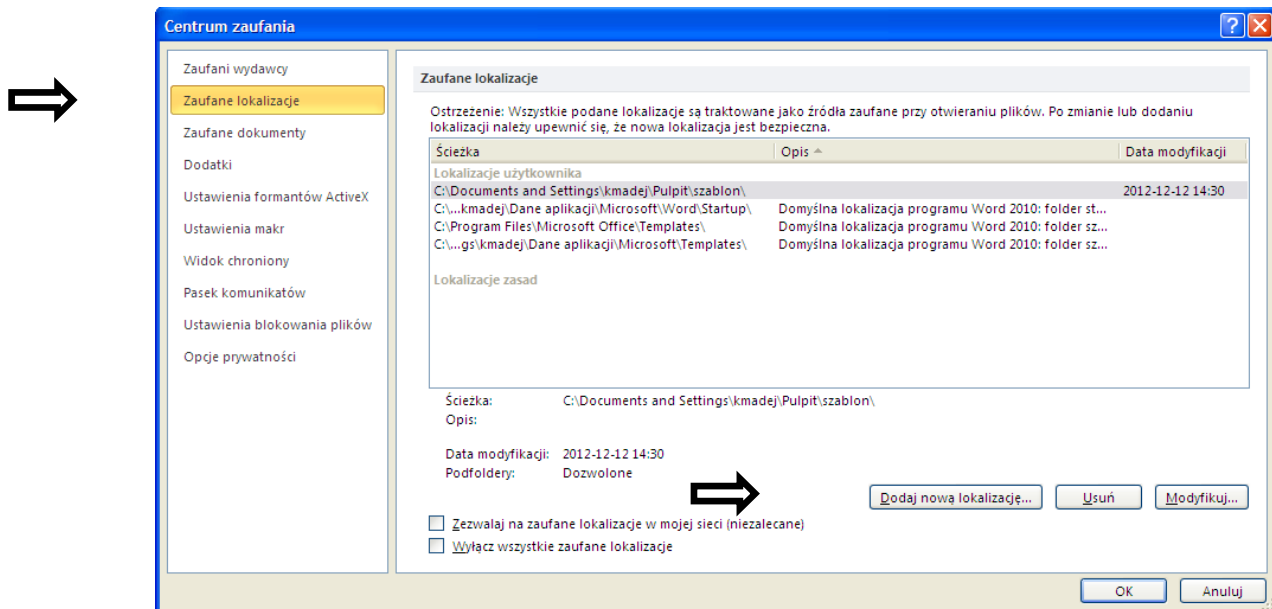 Centrum zaufania
Zaufani wydawcy
Zaufane lokalizacje
Zaufane dokumenty
Dodatki
Ustawienia formantów ActiveX
Ustawienia makr
Widok chroniony
Pasek komunikatów
Ustawienia blokowania plików
Opcje prywatności
Zaufane lokalizacje
Ostrzeżenie: Wszystkie podane lokalizacje są traktowane jako źródła zaufane przy otwieraniu plików. Po zmianie lub dodaniu
lokalizacji należy upewnić się, że nowa lokalizacja jest bezpieczna.
Ścieżka Opis Data modyfikacji
Lokalizacje użytkownika
C:\Documents and Settings\kmadej\Pulpit\szablon\ 2012-12-12 14:30
C:\...kmadej\Dane aplikacji\Microsoft\Word\Startup\ Domyślna lokalizacja programu Word 2010: folder st...
C:\Program Files\Microsoft Office\Templates\ Domyślna lokalizacja programu Word 2010: folder sz...
C:\...gs\kmadej\Dane aplikacji\Microsoft\Templates\ Domyślna lokalizacja programu Word 2010: folder sz...
Lokalizacje zasad
Ścieżka: C:\Documents and Settings\kmadej\Pulpit\szablon\
Opis:
Data modyfikacji: 2012-12-12 14:30
Podfoldery: Dozwolone
Dodaj nową lokalizację... Usuń Modyfikuj...
Zezwalaj na zaufane lokalizacje w mojej sieci (niezalecane)
Wyłącz wszystkie zaufane lokalizacje
OK Anuluj